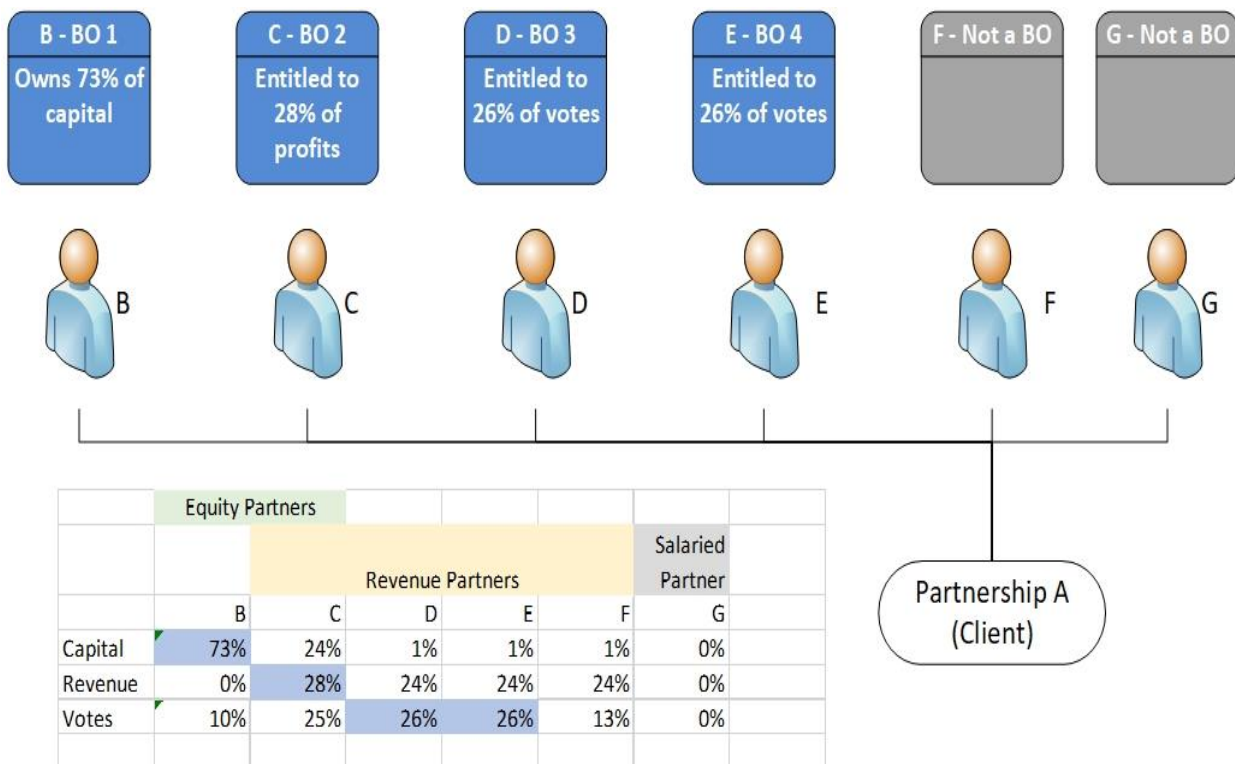 B - BO 1
Owns 73% of
capital
C - BO 2
Entitled to
28% of
profits
D - BO 3
Entitled to
26% of votes
E - BO 4
Entitled to
26% of votes
F - Not a BO
G - Not a BO
B
C
D
E
F
G
Equity Partners
Revenue Partners
Salaried
Partner
B C D E F G
Capital 73% 24% 1% 1% 1% 0%
Revenue 0% 28% 24% 24% 24% 0%
Votes 10% 25% 26% 26% 13% 0%
Partnership A
(Client)